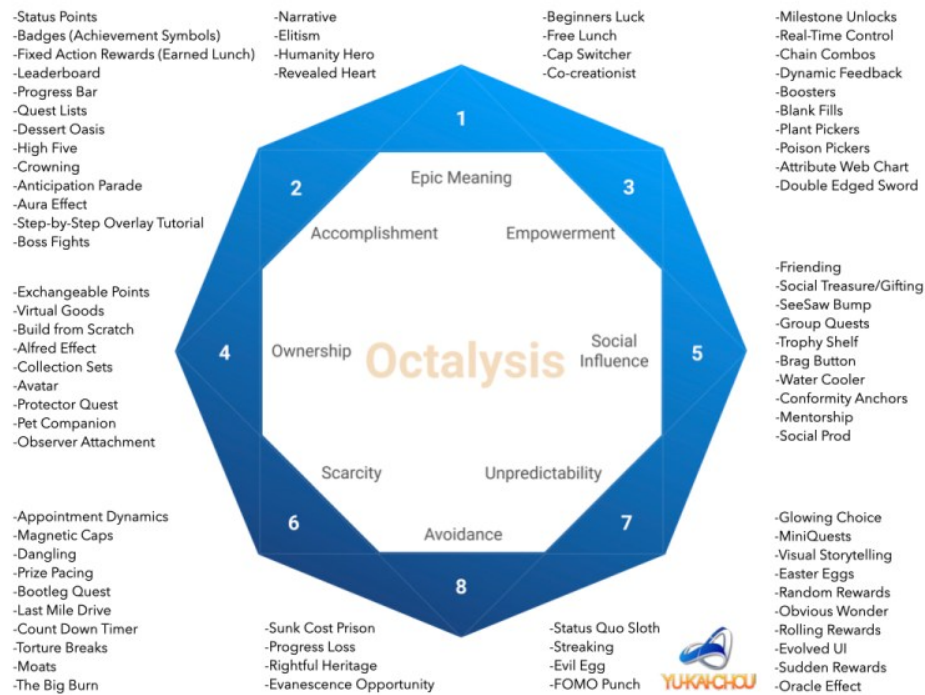 -Status Points
-Badges (Achievement Symbols)
-Fixed Action Rewards (Earned Lunch)
-Leaderboard
-Progress Bar
-Quest Lists
-Dessert Oasis
-High Five
-Crowning
-Anticipation Parade
-Aura Effect
-Step-by-Step Overlay Tutorial
-Boss Fights
-Narrative
-Elitism
-Humanity Hero
-Revealed Heart
-Beginners Luck
-Free Lunch
-Cap Switcher
-Co-creationist
-Milestone Unlocks
-Real-Time Control
-Chain Combos
-Dynamic Feedback
-Boosters
-Blank Fills
-Plant Pickers
-Poison Pickers
-Attribute Web Chart
-Double Edged Sword
1
Epic Meaning
2
Accomplishment
3
Empowerment
-Exchangeable Points
-Virtual Goods
-Build from Scratch
-Alfred Effect
-Collection Sets
-Avatar
-Protector Quest
-Pet Companion
-Observer Attachment
4
Ownership
Octalysis
Social
Influence
5
-Friending
-Social Treasure/Gifting
-SeeSaw Bump
-Group Quests
-Trophy Shelf
-Brag Button
-Water Cooler
-Conformity Anchors
-Mentorship
-Social Prod
Scarcity
6
Unpredictability
7
Avoidance
8
-Appointment Dynamics
-Magnetic Caps
-Dangling
-Prize Pacing
-Bootleg Quest
-Last Mile Drive
-Count Down Timer
-Torture Breaks
-Moats
-The Big Burn
-Sunk Cost Prison
-Progress Loss
-Rightful Heritage
-Evanescence Opportunity
-Status Quo Sloth
-Streaking
-Evil Egg
-FOMO Punch
YU-KAI CHOU
-Glowing Choice
-MiniQuests
-Visual Storytelling
-Easter Eggs
-Random Rewards
-Obvious Wonder
-Rolling Rewards
-Evolved UI
-Sudden Rewards
-Oracle Effect